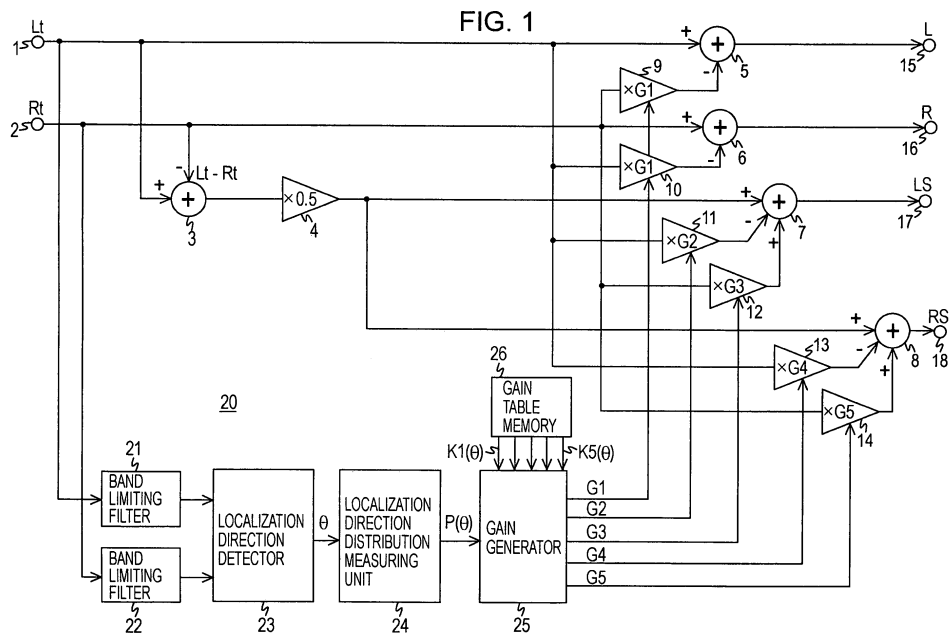 FIG. 1
Lt
1
L
+
+
-
5
15
9
×G1
Rt
2
R
+
+
-
6
16
×G1
10
-
Lt - Rt
+
+
3
×0.5
4
LS
+
+
-
+
7
17
11
×G2
×G3
12
RS
+
+
-
+
8
18
13
×G4
×G5
14
20
26
GAIN
TABLE
MEMORY
K1(θ)
K5(θ)
21
BAND
LIMITING
FILTER
BAND
LIMITING
FILTER
22
LOCALIZATION
DIRECTION
DETECTOR
23
θ
LOCALIZATION
DIRECTION
DISTRIBUTION
MEASURING
UNIT
24
P(θ)
GAIN
GENERATOR
25
G1
G2
G3
G4
G5